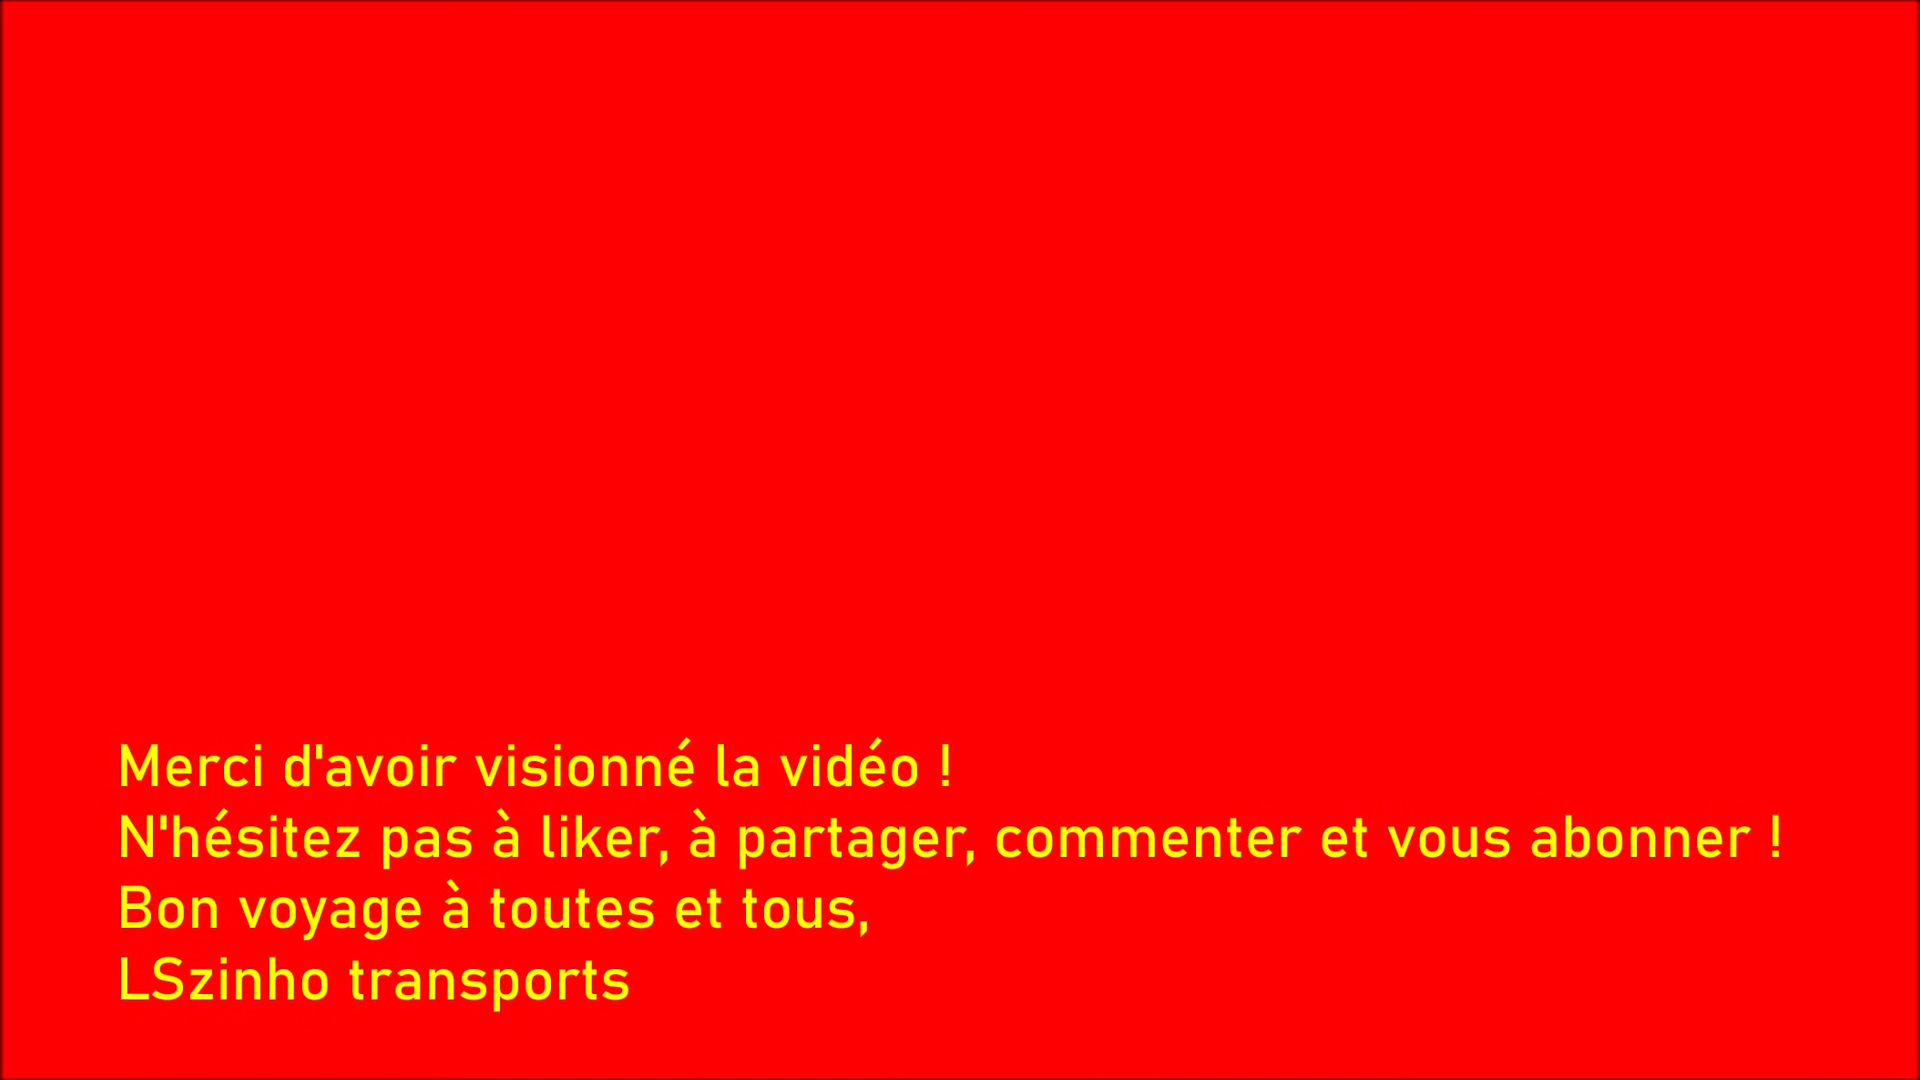 Merci d'avoir visionné la vidéo !
N'hésitez pas à liker, à partager, commenter et vous abonner !
Bon voyage à toutes et tous,
LSzinho transports